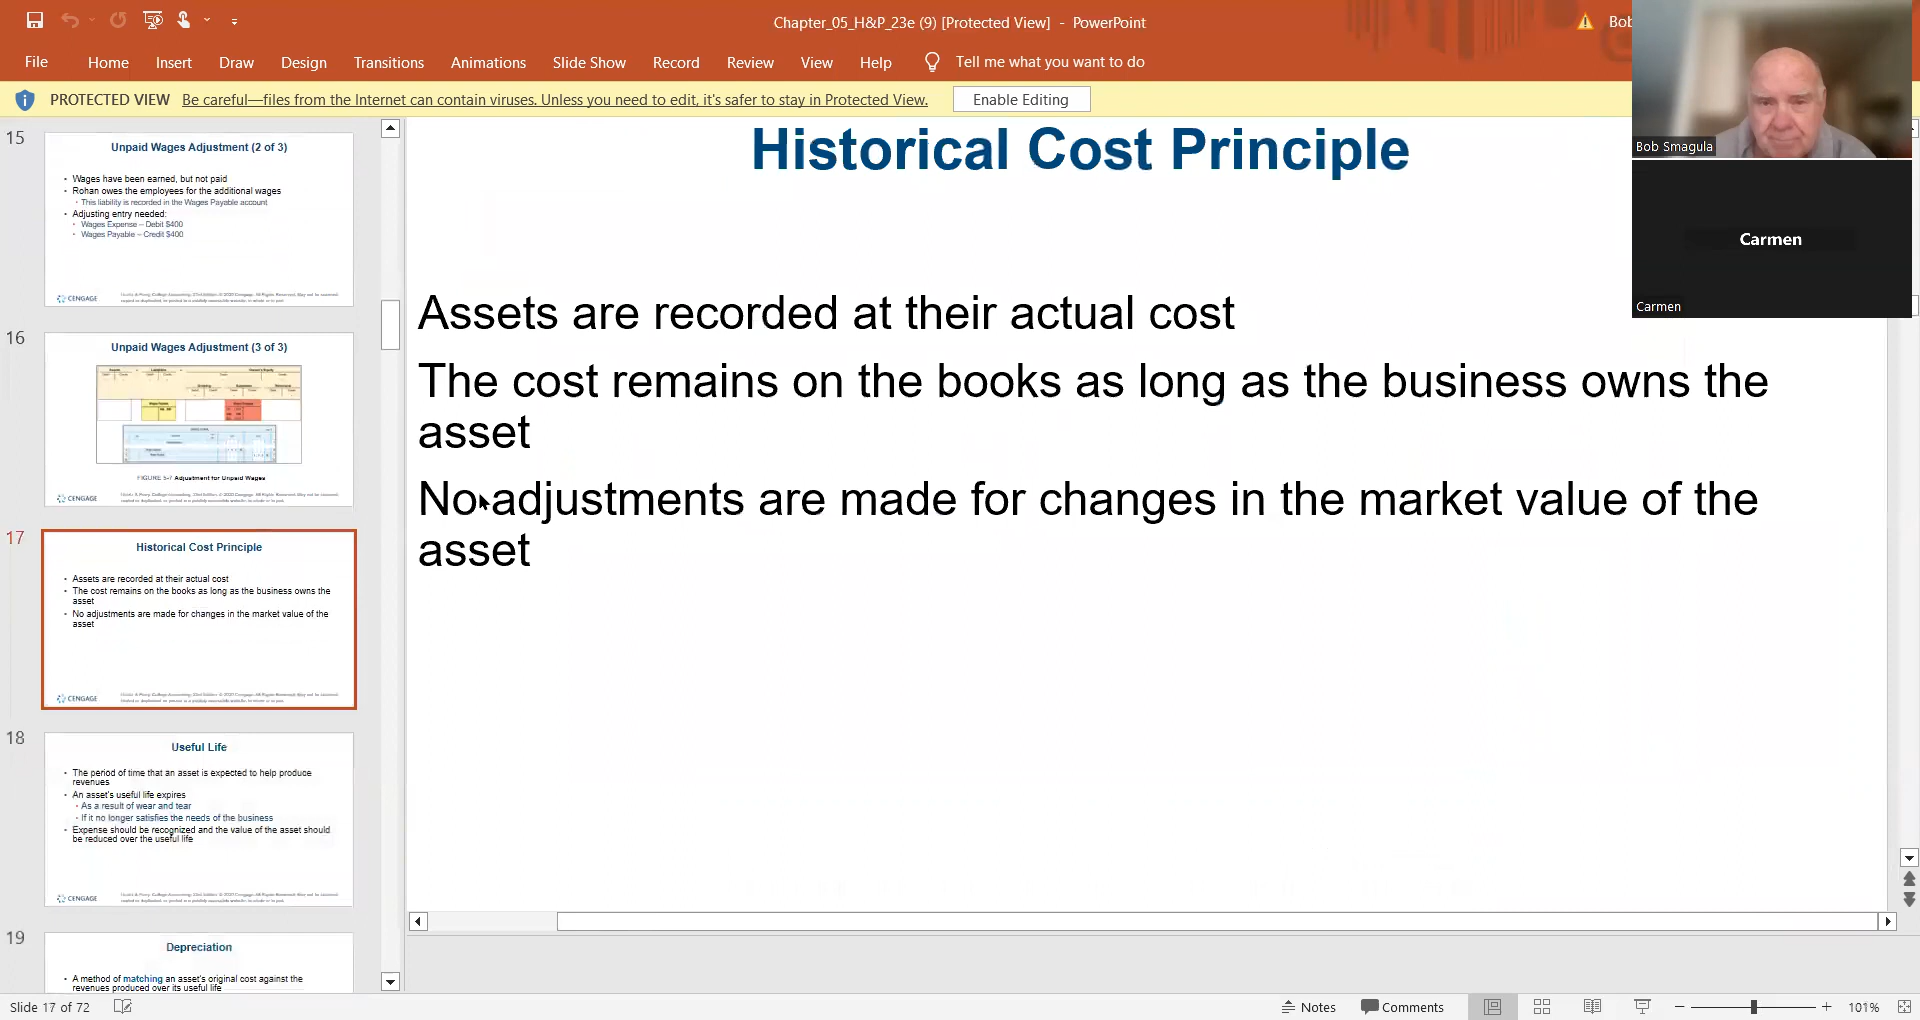 Chapter_05_H&P_23e (9) [Protected View] - PowerPoint
Bob
File Home Insert Draw Design Transitions Animations Slide Show Record Review View Help Tell me what you want to do
PROTECTED VIEW Be careful—files from the Internet can contain viruses. Unless you need to edit, it's safer to stay in Protected View. Enable Editing
15
Unpaid Wages Adjustment (2 of 3)
• Wages have been earned, but not paid
• Rohan owes the employees for the additional wages
• This liability is recorded in the Wages Payable account
• Adjusting entry needed:
• Wages Expense – Debit $400
• Wages Payable – Credit $400
CENGAGE
16
Unpaid Wages Adjustment (3 of 3)
FIGURE 5-7 Adjustment for Unpaid Wages
CENGAGE
17
Historical Cost Principle
• Assets are recorded at their actual cost
• The cost remains on the books as long as the business owns the
asset
• No adjustments are made for changes in the market value of the
asset
CENGAGE
18
Useful Life
• The period of time that an asset is expected to help produce
revenues
• An asset's useful life expires
• As a result of wear and tear
• If it no longer satisfies the needs of the business
• Expense should be recognized and the value of the asset should
be reduced over the useful life
CENGAGE
19
Depreciation
• A method of matching an asset's original cost against the
revenues produced over its useful life
Historical Cost Principle
Assets are recorded at their actual cost
The cost remains on the books as long as the business owns the
asset
No adjustments are made for changes in the market value of the
asset
Bob Smagula
Carmen
Carmen
Slide 17 of 72
Notes Comments 101%